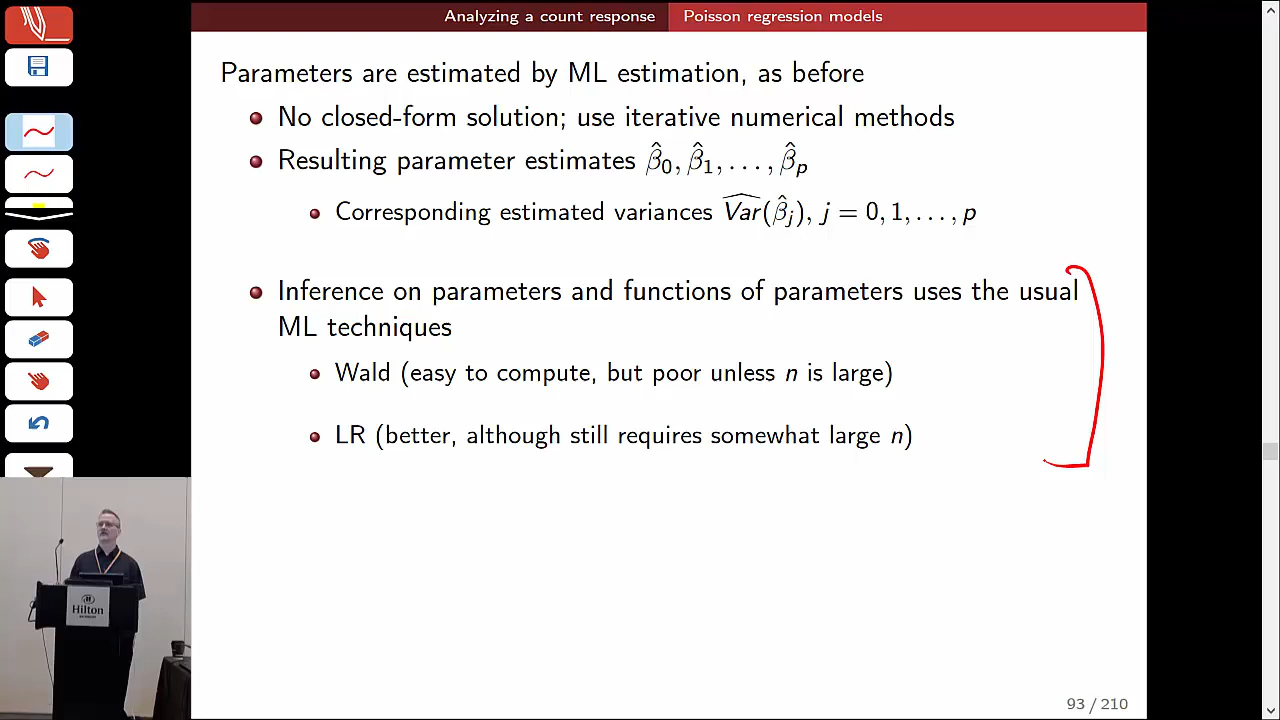 Analyzing a count response Poisson regression models
Parameters are estimated by ML estimation, as before
No closed-form solution; use iterative numerical methods
Resulting parameter estimates β̂₀, β̂₁, . . . , β̂ₚ
Corresponding estimated variances V̂ar(β̂ⱼ), j = 0, 1, . . . , p
Inference on parameters and functions of parameters uses the usual
ML techniques
Wald (easy to compute, but poor unless n is large)
LR (better, although still requires somewhat large n)
Hilton
93 / 210